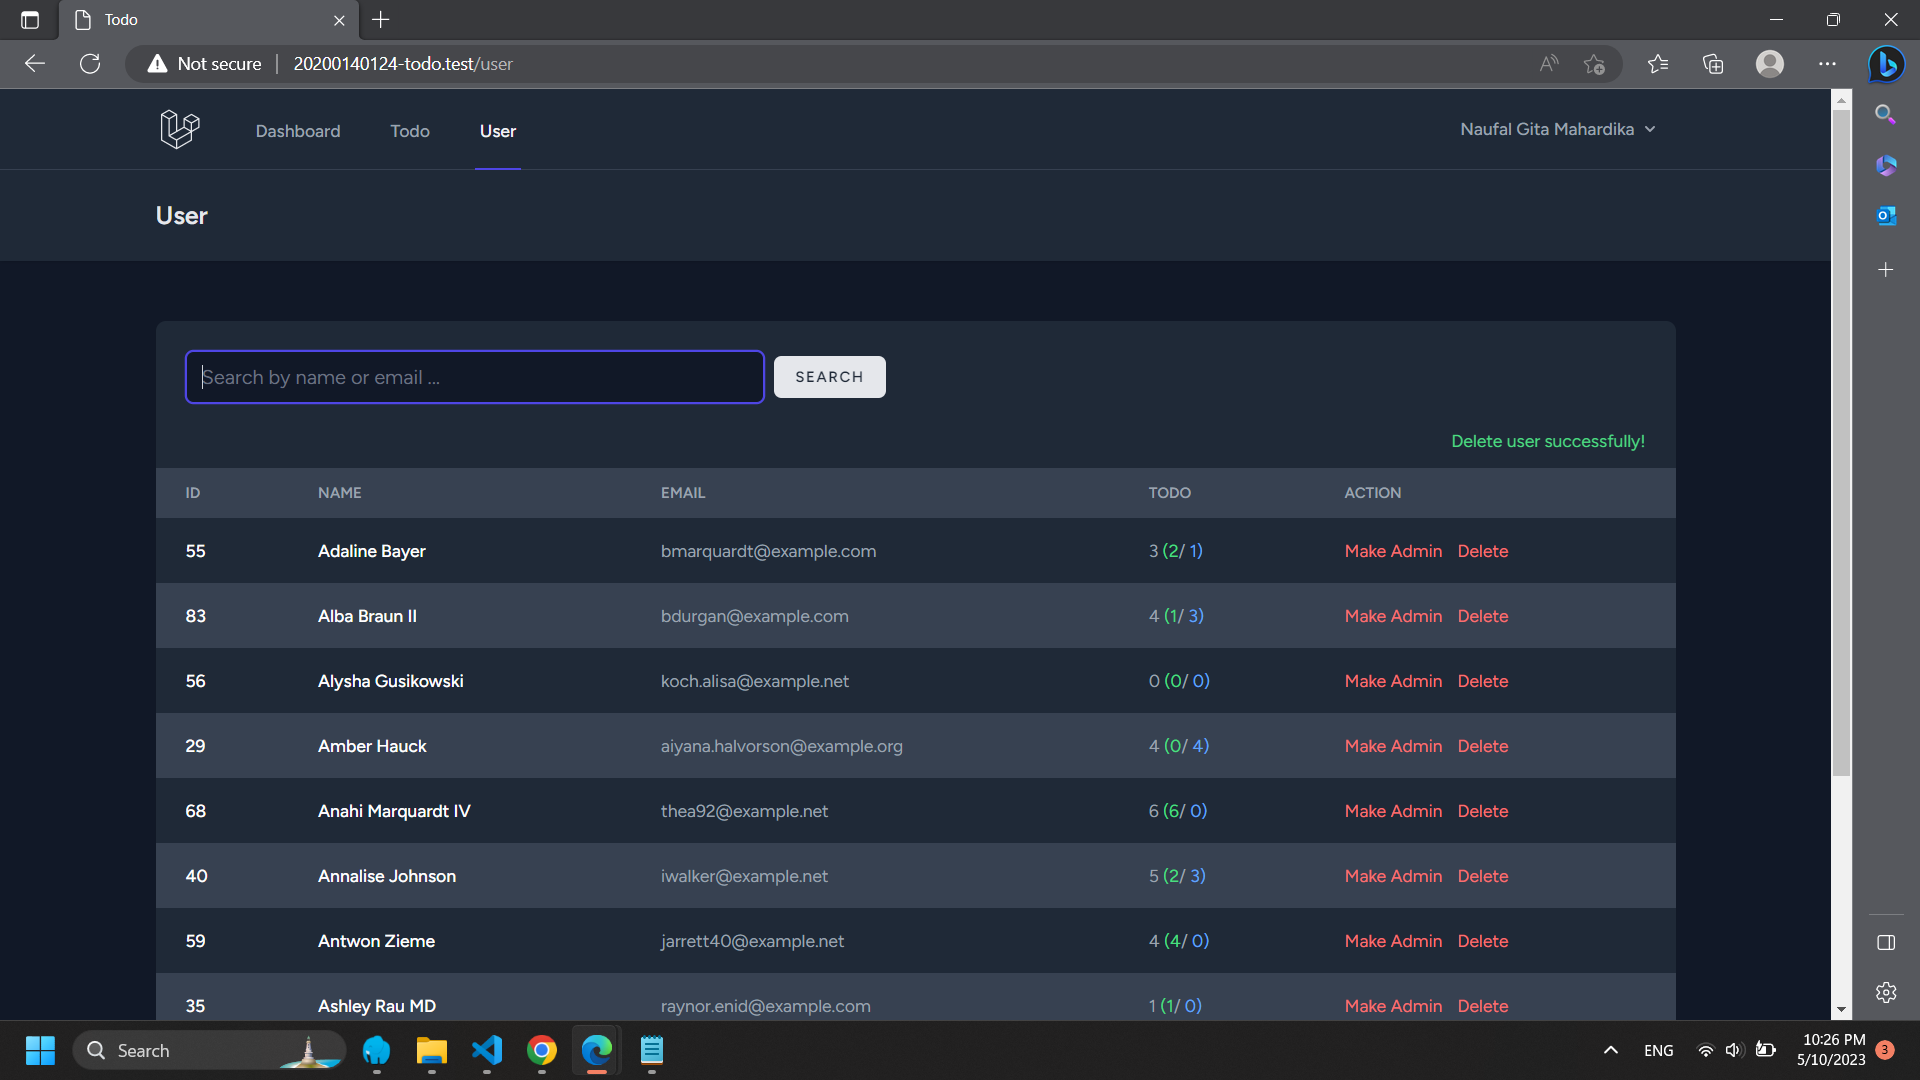 Todo
Not secure 20200140124-todo.test/user
Dashboard Todo User Naufal Gita Mahardika
User
Search by name or email ... SEARCH
Delete user successfully!
ID NAME EMAIL TODO ACTION
55 Adaline Bayer bmarquardt@example.com 3 (2/ 1) Make Admin Delete
83 Alba Braun II bdurgan@example.com 4 (1/ 3) Make Admin Delete
56 Alysha Gusikowski koch.alisa@example.net 0 (0/ 0) Make Admin Delete
29 Amber Hauck aiyana.halvorson@example.org 4 (0/ 4) Make Admin Delete
68 Anahi Marquardt IV thea92@example.net 6 (6/ 0) Make Admin Delete
40 Annalise Johnson iwalker@example.net 5 (2/ 3) Make Admin Delete
59 Antwon Zieme jarrett40@example.net 4 (4/ 0) Make Admin Delete
35 Ashley Rau MD raynor.enid@example.com 1 (1/ 0) Make Admin Delete
Search ENG 10:26 PM 3
5/10/2023